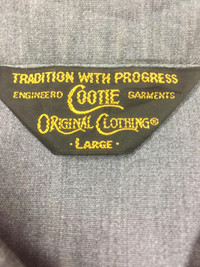 TRADITION WITH PROGRESS
ENGINEERD COOTIE GARMENTS
ORIGINAL CLOTHING®
· LARGE ·